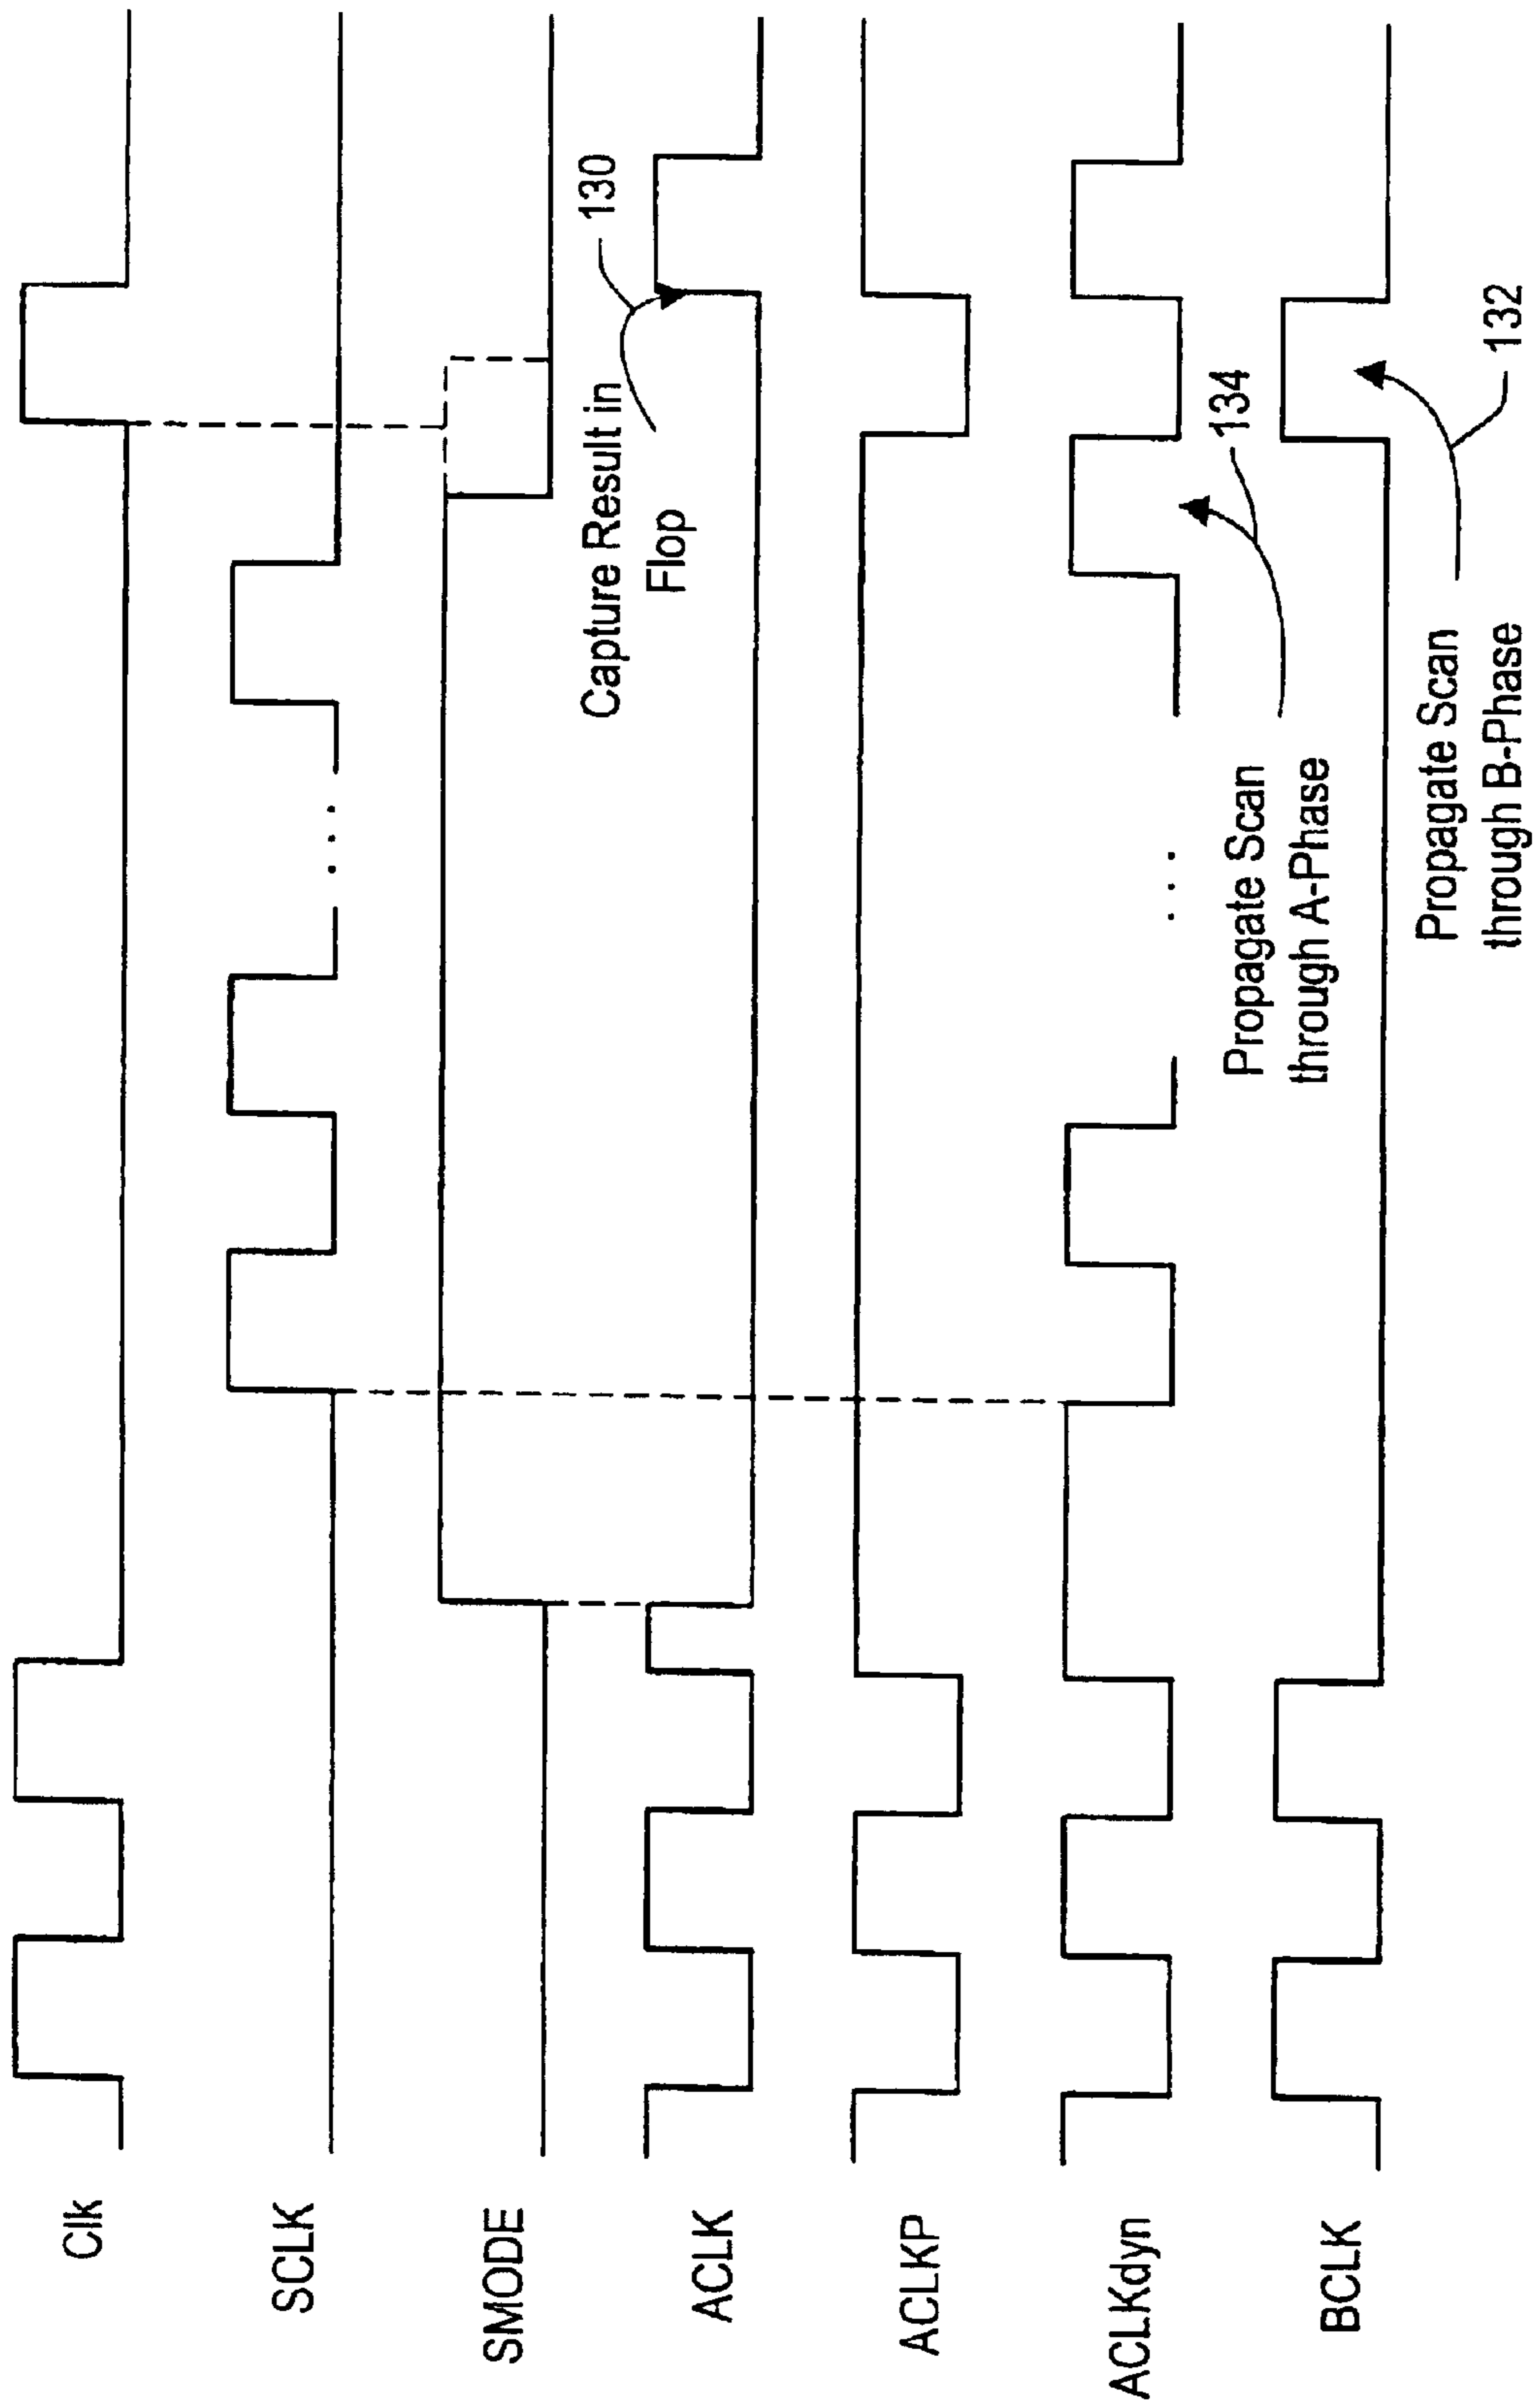 Clk
SCLK
SMODE
ACLK
ACLKP
ACLKdyn
BCLK
. . .
Capture Result in
Flop
130
. . .
Propagate Scan
through A-Phase
134
Propagate Scan
through B-Phase
132